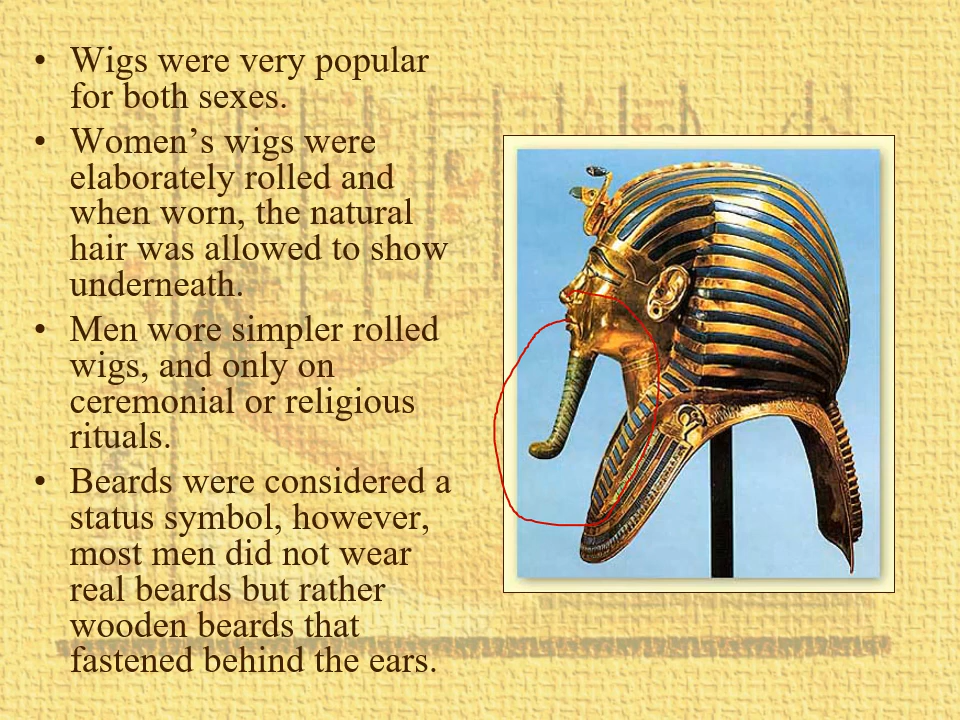 • Wigs were very popular
for both sexes.
• Women’s wigs were
elaborately rolled and
when worn, the natural
hair was allowed to show
underneath.
• Men wore simpler rolled
wigs, and only on
ceremonial or religious
rituals.
• Beards were considered a
status symbol, however,
most men did not wear
real beards but rather
wooden beards that
fastened behind the ears.